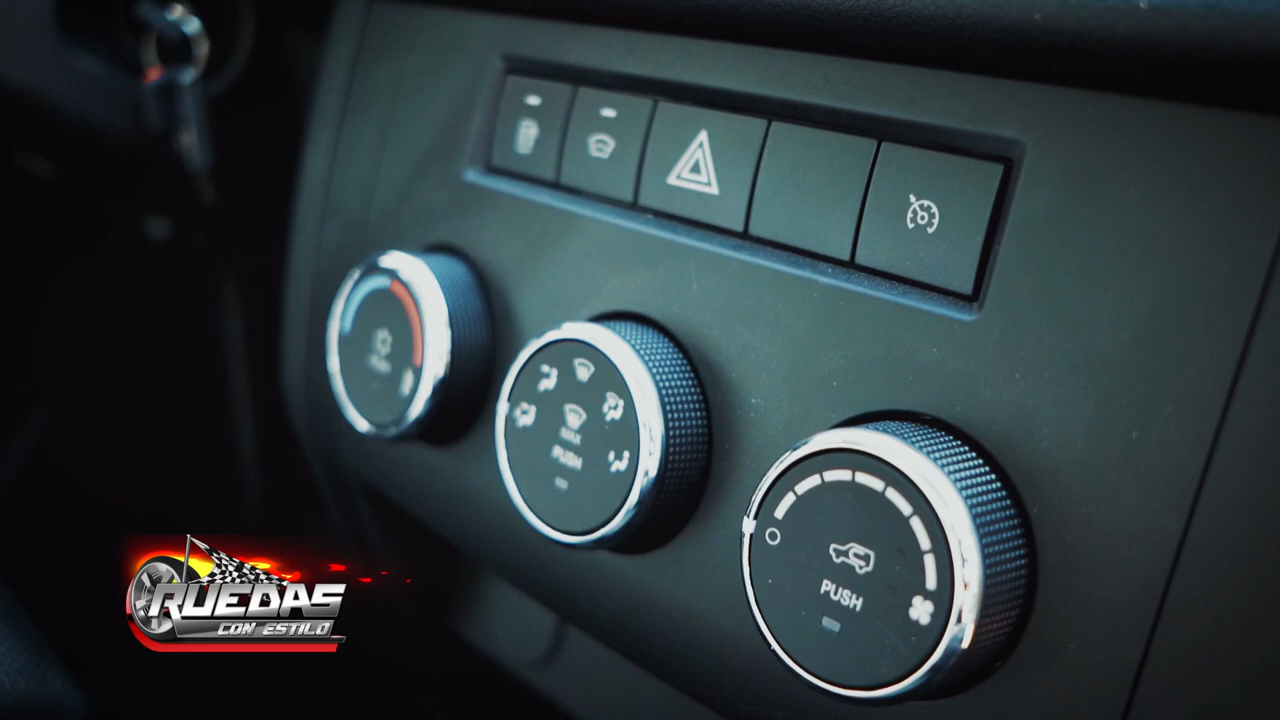 MAX
PUSH
PUSH
RUEDAS
CON ESTILO